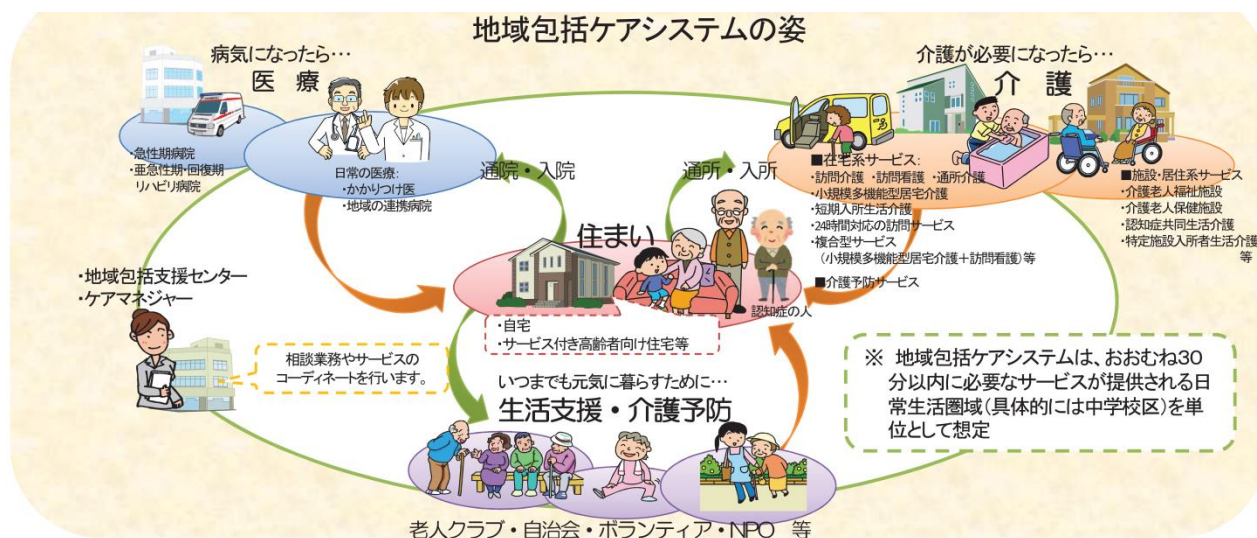 地域包括ケアシステムの姿
病気になったら…
医 療
・急性期病院
・亜急性期・回復期
リハビリ病院
日常の医療:
・かかりつけ医
・地域の連携病院
通院・入院
通所・入所
介護が必要になったら…
介 護
■在宅系サービス:
・訪問介護 ・訪問看護 ・通所介護
・小規模多機能型居宅介護
・短期入所生活介護
・24時間対応の訪問サービス
・複合型サービス
(小規模多機能型居宅介護+訪問看護)等
■介護予防サービス
■施設・居住系サービス
・介護老人福祉施設
・介護老人保健施設
・認知症共同生活介護
・特定施設入所者生活介護
等
住まい
認知症の人
・自宅
・サービス付き高齢者向け住宅等
・地域包括支援センター
・ケアマネジャー
相談業務やサービスの
コーディネートを行います。
いつまでも元気に暮らすために…
生活支援・介護予防
老人クラブ・自治会・ボランティア・NPO 等
※ 地域包括ケアシステムは、おおむね30
分以内に必要なサービスが提供される日
常生活圏域(具体的には中学校区)を単
位として想定